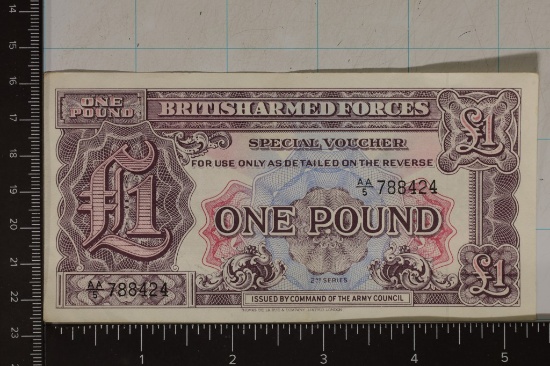 14
15
16
17
18
19
20
21
22
23
ONE POUND
BRITISH ARMED FORCES
£1
SPECIAL VOUCHER
FOR USE ONLY AS DETAILED ON THE REVERSE
£1
AA/5 788424
ONE POUND
AA/5 788424
2ND SERIES
£1
ISSUED BY COMMAND OF THE ARMY COUNCIL
1 2 3 4 5